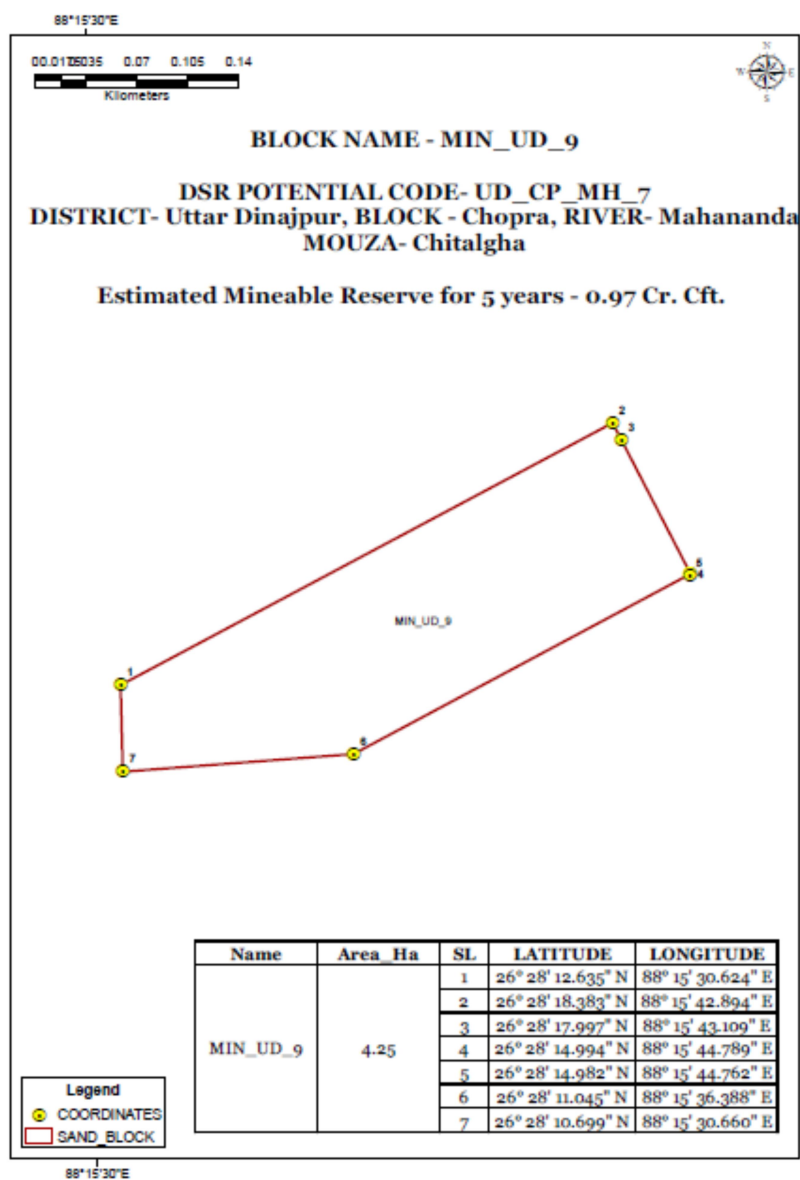 88°15'30"E
00.0175035 0.07 0.105 0.14
Kilometers
N
W E
S
BLOCK NAME - MIN_UD_9
DSR POTENTIAL CODE- UD_CP_MH_7
DISTRICT- Uttar Dinajpur, BLOCK - Chopra, RIVER- Mahananda
MOUZA- Chitalgha
Estimated Mineable Reserve for 5 years - 0.97 Cr. Cft.
2
3
5
4
MIN_UD_9
1
6
7
Name Area_Ha SL LATITUDE LONGITUDE
MIN_UD_9 4.25
1 26° 28' 12.635" N 88° 15' 30.624" E
2 26° 28' 18.383" N 88° 15' 42.894" E
3 26° 28' 17.997" N 88° 15' 43.109" E
4 26° 28' 14.994" N 88° 15' 44.789" E
5 26° 28' 14.982" N 88° 15' 44.762" E
6 26° 28' 11.045" N 88° 15' 36.388" E
7 26° 28' 10.699" N 88° 15' 30.660" E
Legend
COORDINATES
SAND_BLOCK
88°15'30"E